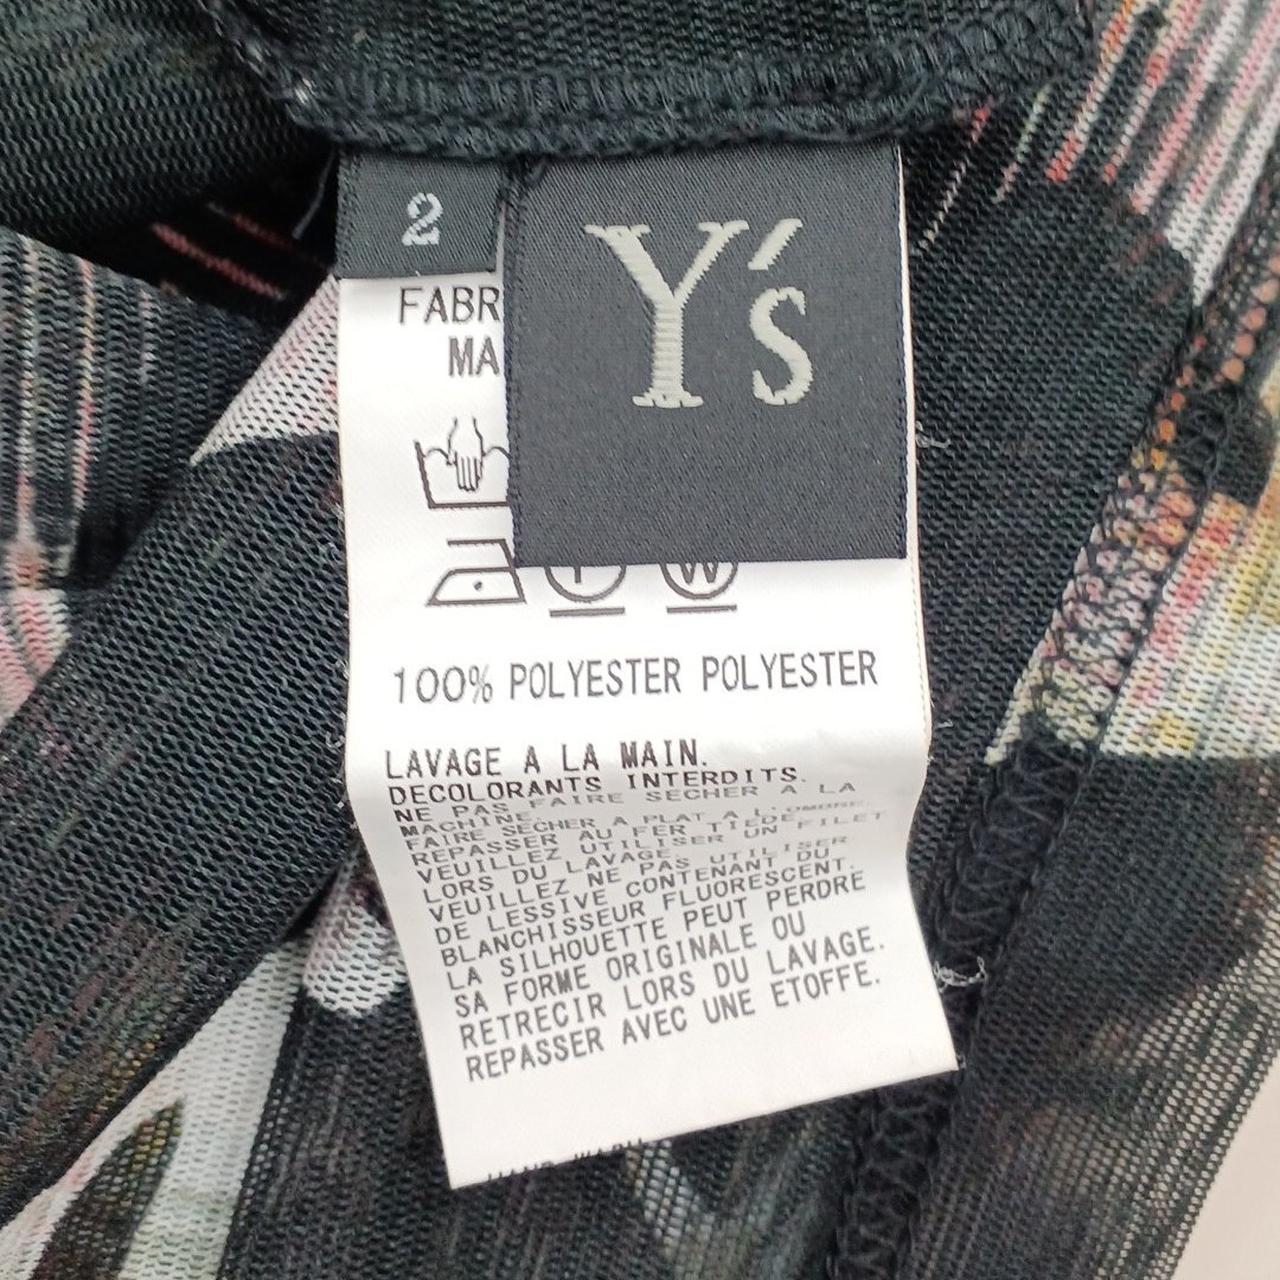 2
Y's
FABR
MA
W
100% POLYESTER POLYESTER
LAVAGE A LA MAIN.
DECOLORANTS INTERDITS.
NE PAS FAIRE SECHER A LA
MACHINE.
FAIRE SECHER A PLAT A L'OMBRE.
REPASSER AU FER TIEDE.
VEUILLEZ UTILISER UN FILET
LORS DU LAVAGE.
VEUILLEZ NE PAS UTILISER
DE LESSIVE CONTENANT DU
BLANCHISSEUR FLUORESCENT.
LA SILHOUETTE PEUT PERDRE
SA FORME ORIGINALE OU
RETRECIR LORS DU LAVAGE.
REPASSER AVEC UNE ETOFFE.